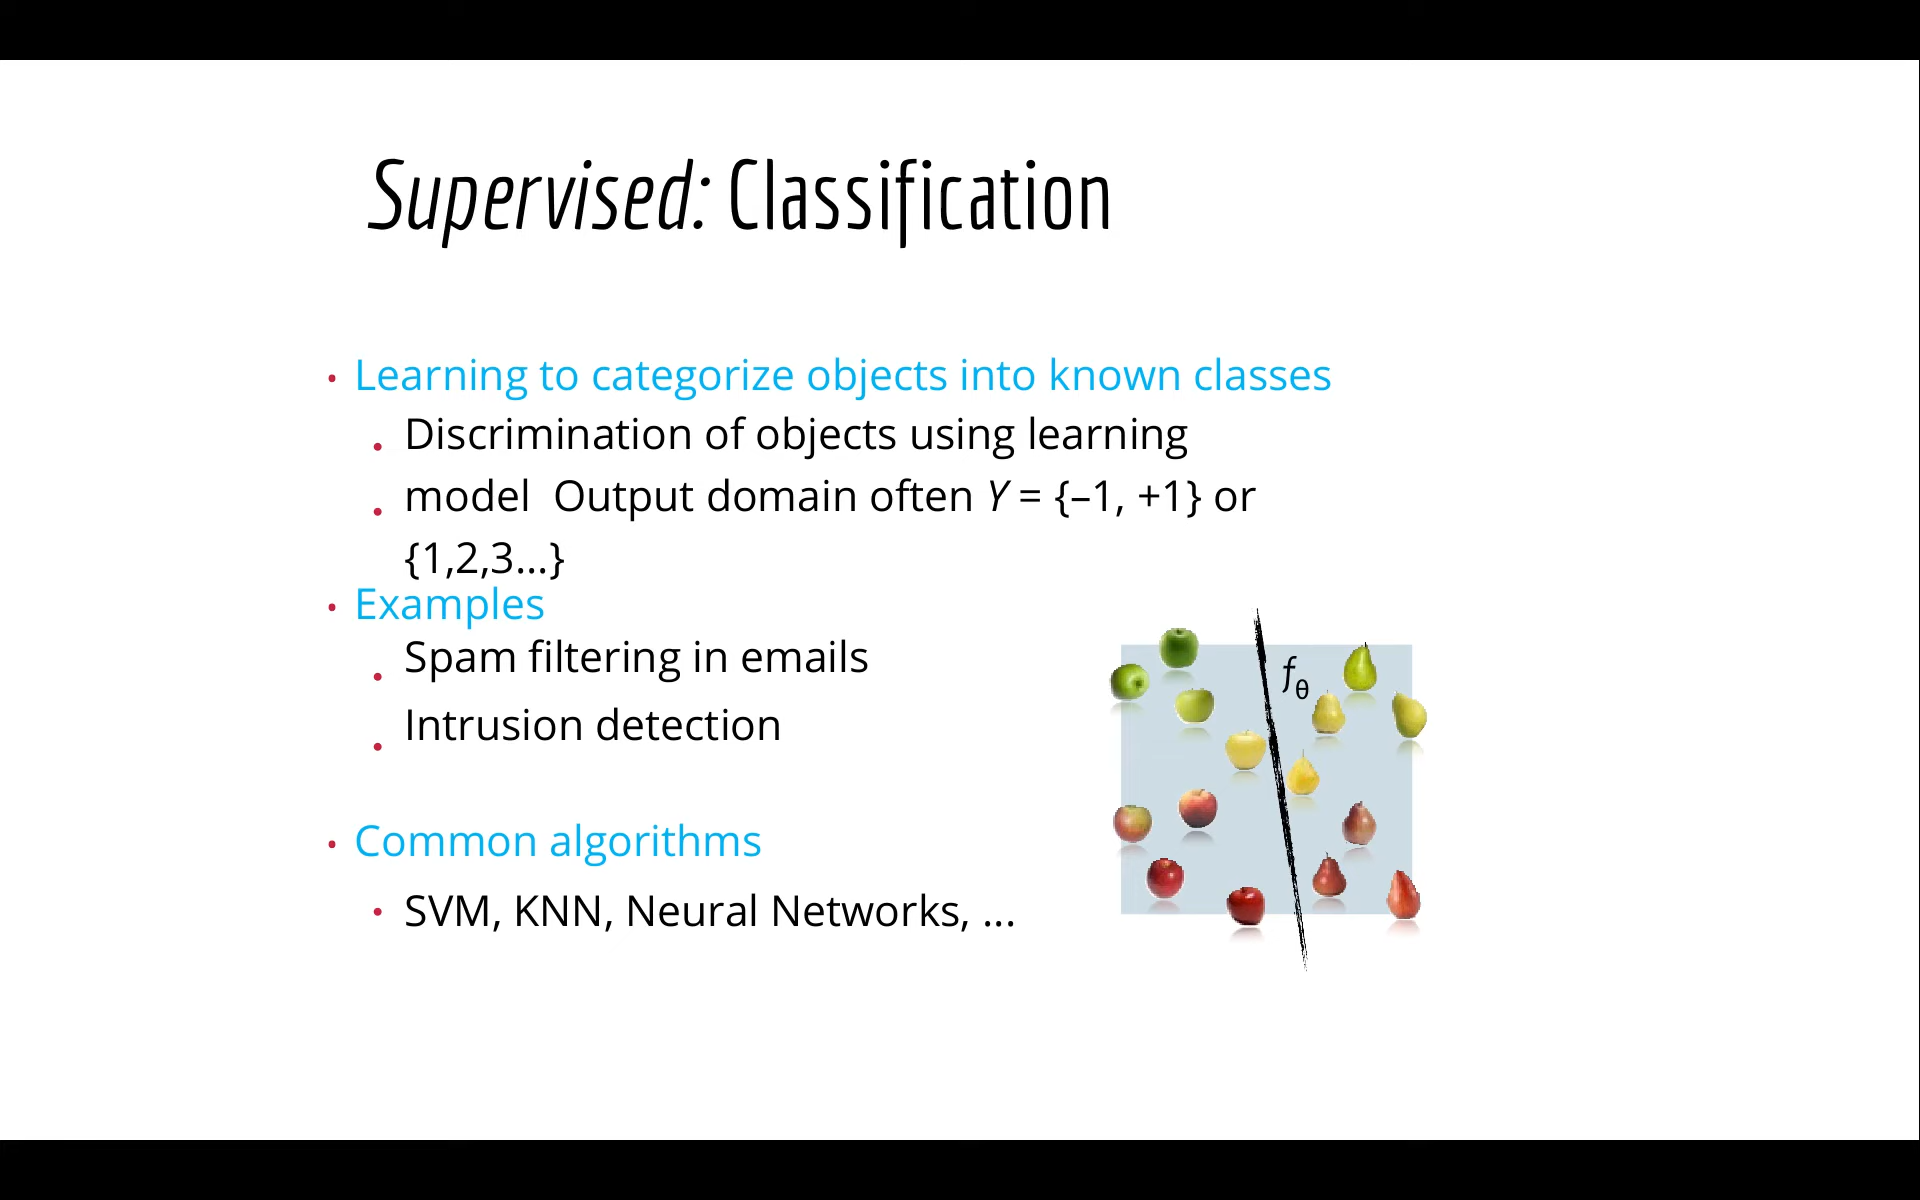 Supervised: Classification
• Learning to categorize objects into known classes
• Discrimination of objects using learning
• model  Output domain often Y = {–1, +1} or
{1,2,3...}
• Examples
• Spam filtering in emails
• Intrusion detection
• Common algorithms
• SVM, KNN, Neural Networks, ...
fθ